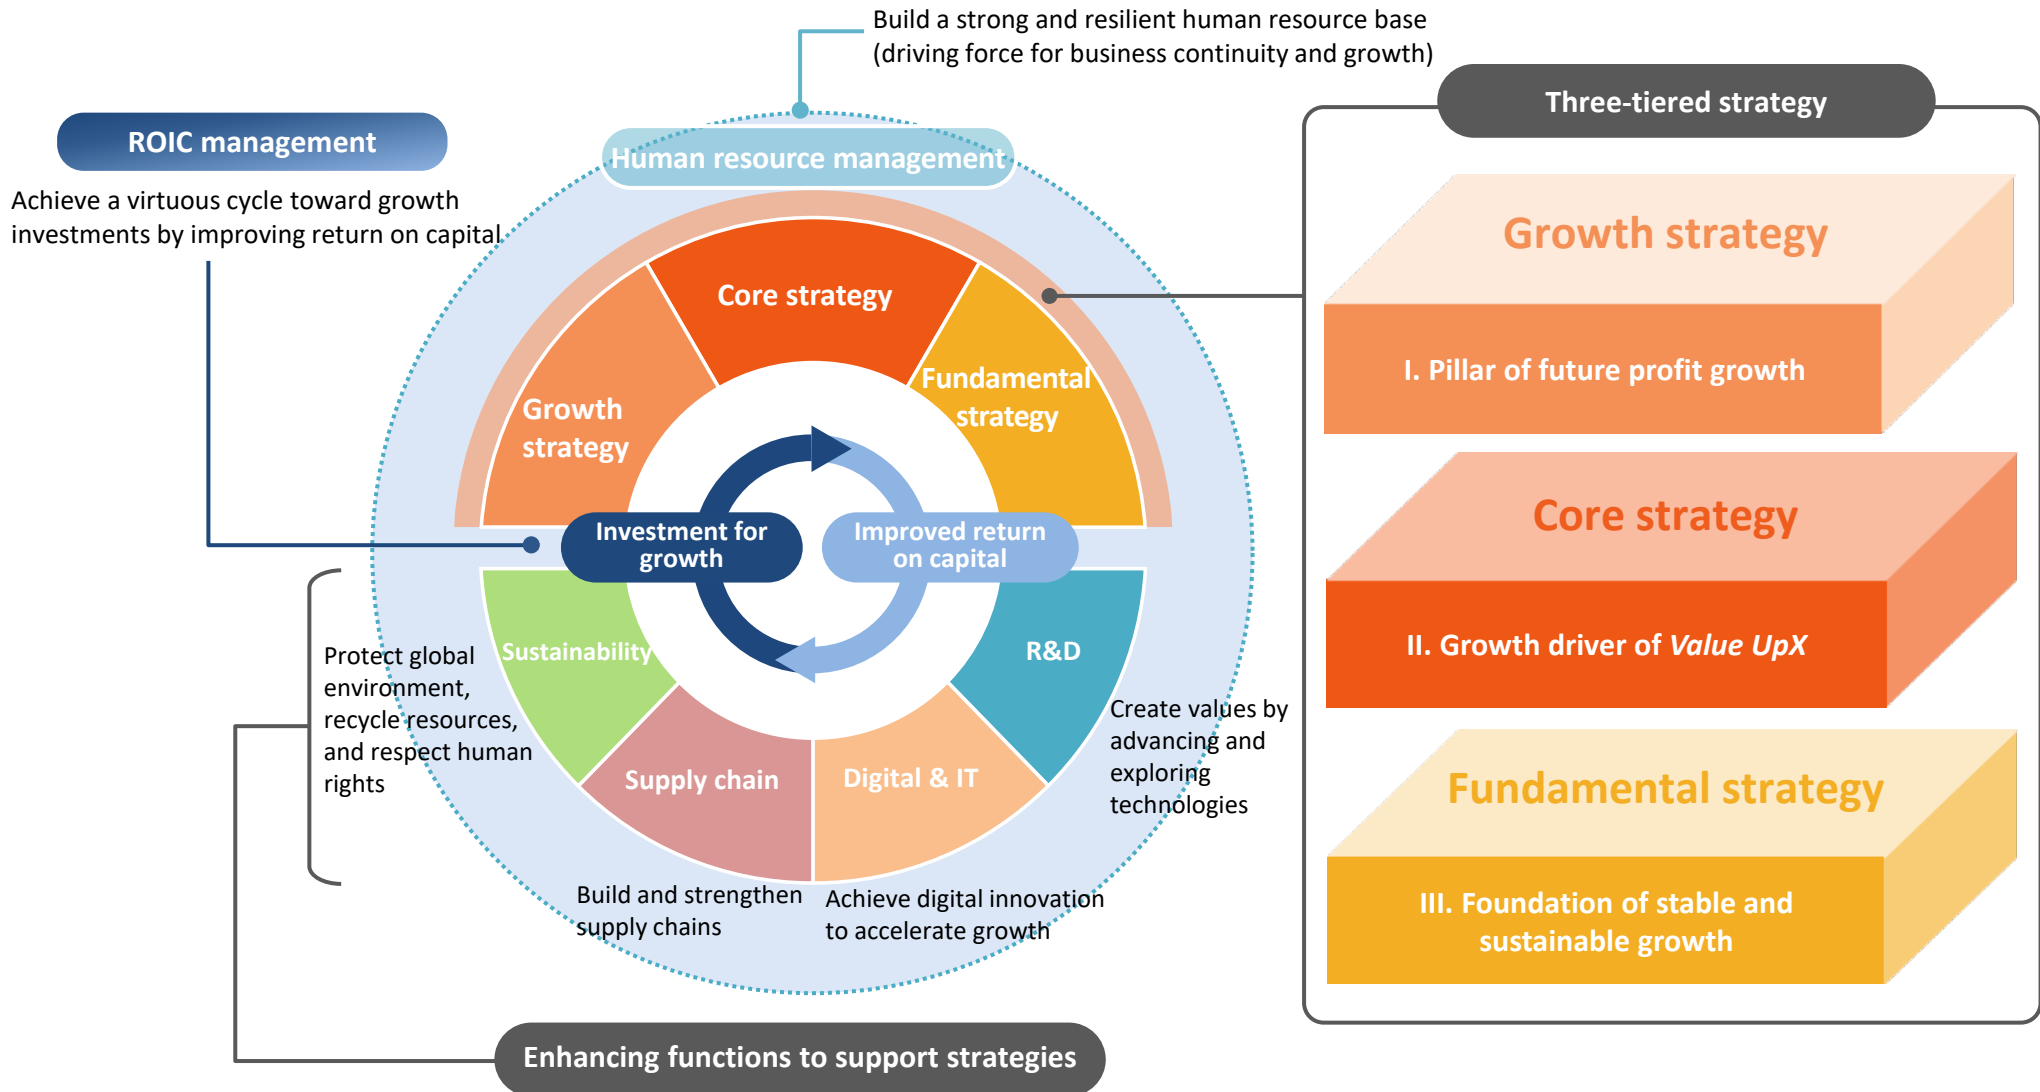 Build a strong and resilient human resource base
(driving force for business continuity and growth)
ROIC management
Achieve a virtuous cycle toward growth
investments by improving return on capital
Human resource management
Core strategy
Growth
strategy
Fundamental
strategy
Investment for
growth
Improved return
on capital
Sustainability
R&D
Supply chain
Digital & IT
Protect global
environment,
recycle resources,
and respect human
rights
Create values by
advancing and
exploring
technologies
Build and strengthen
supply chains
Achieve digital innovation
to accelerate growth
Enhancing functions to support strategies
Three-tiered strategy
Growth strategy
I. Pillar of future profit growth
Core strategy
II. Growth driver of Value UpX
Fundamental strategy
III. Foundation of stable and
sustainable growth